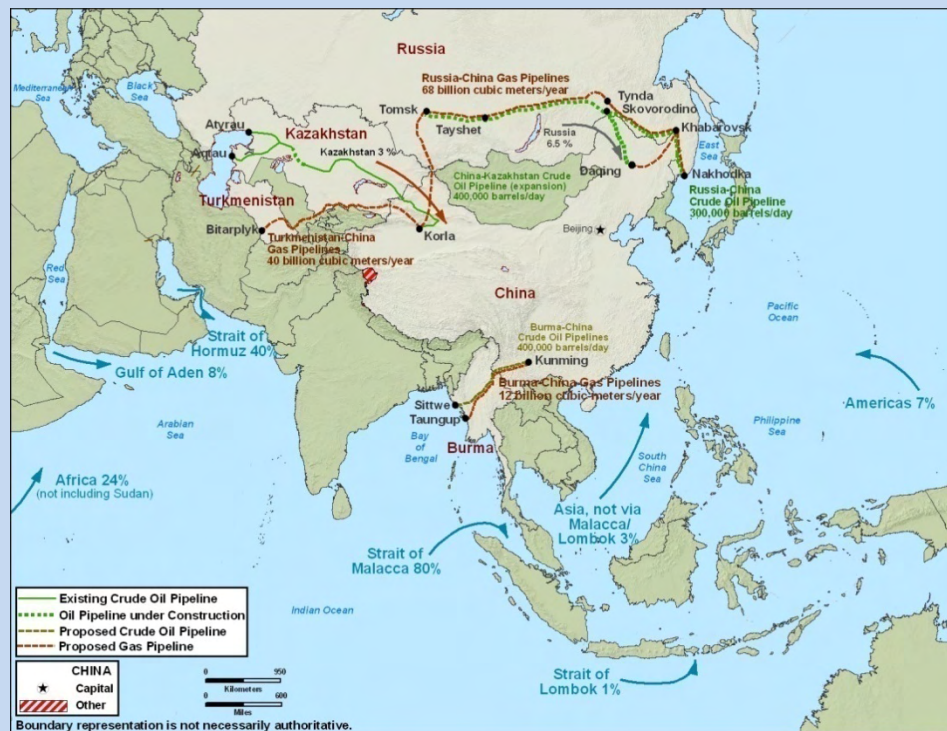 Russia
Mediterranean
Sea
Black
Sea
Russia-China Gas Pipelines
68 billion cubic meters/year
Tomsk
Tayshet
Tynda
Skovorodino
Khabarovsk
East
Sea
Nakhodka
Russia-China
Crude Oil Pipeline
300,000 barrels/day
Atyrau
Aqtau
Kazakhstan
Kazakhstan 3 %
Russia
6.5 %
Daqing
China-Kazakhstan Crude
Oil Pipeline (expansion)
400,000 barrels/day
Turkmenistan
Bitarplyk
Turkmenistan-China
Gas Pipelines
40 billion cubic meters/year
Korla
Beijing
China
Red
Sea
Strait of
Hormuz 40%
Gulf of Aden 8%
Pacific
Ocean
Burma-China
Crude Oil Pipelines
400,000 barrels/day
Kunming
Burma-China Gas Pipelines
12 billion cubic meters/year
Sittwe
Taungup
Burma
Americas 7%
Arabian
Sea
Bay
of
Bengal
Philippine
Sea
South
China
Sea
Africa 24%
(not including Sudan)
Asia, not via
Malacca/
Lombok 3%
Strait of
Malacca 80%
Indian Ocean
Strait of
Lombok 1%
Existing Crude Oil Pipeline
Oil Pipeline under Construction
Proposed Crude Oil Pipeline
Proposed Gas Pipeline
CHINA
Capital
Other
0 950
Kilometers
0 600
Miles
Boundary representation is not necessarily authoritative.